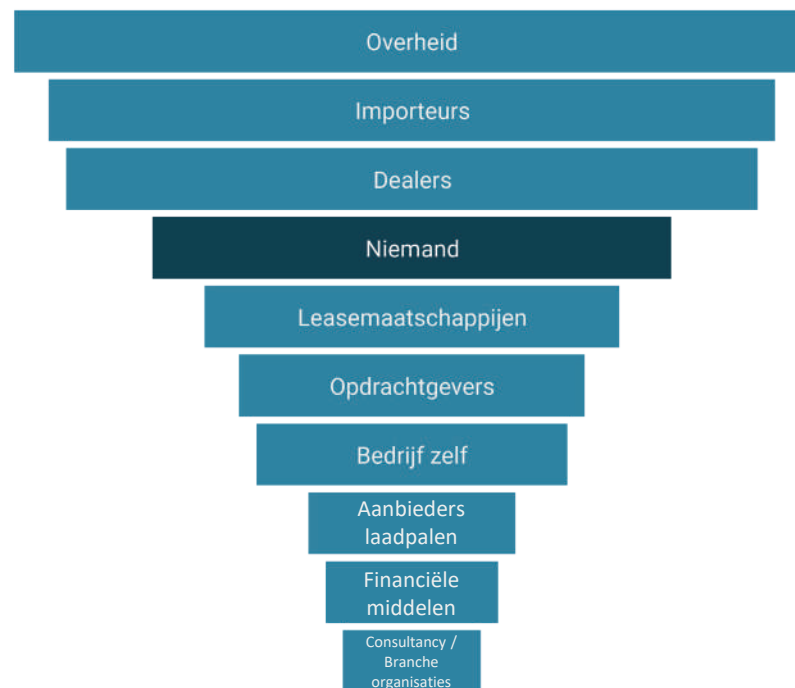 Overheid
Importeurs
Dealers
Niemand
Leasemaatschappijen
Opdrachtgevers
Bedrijf zelf
Aanbieders
laadpalen
Financiële
middelen
Consultancy /
Branche
organisaties